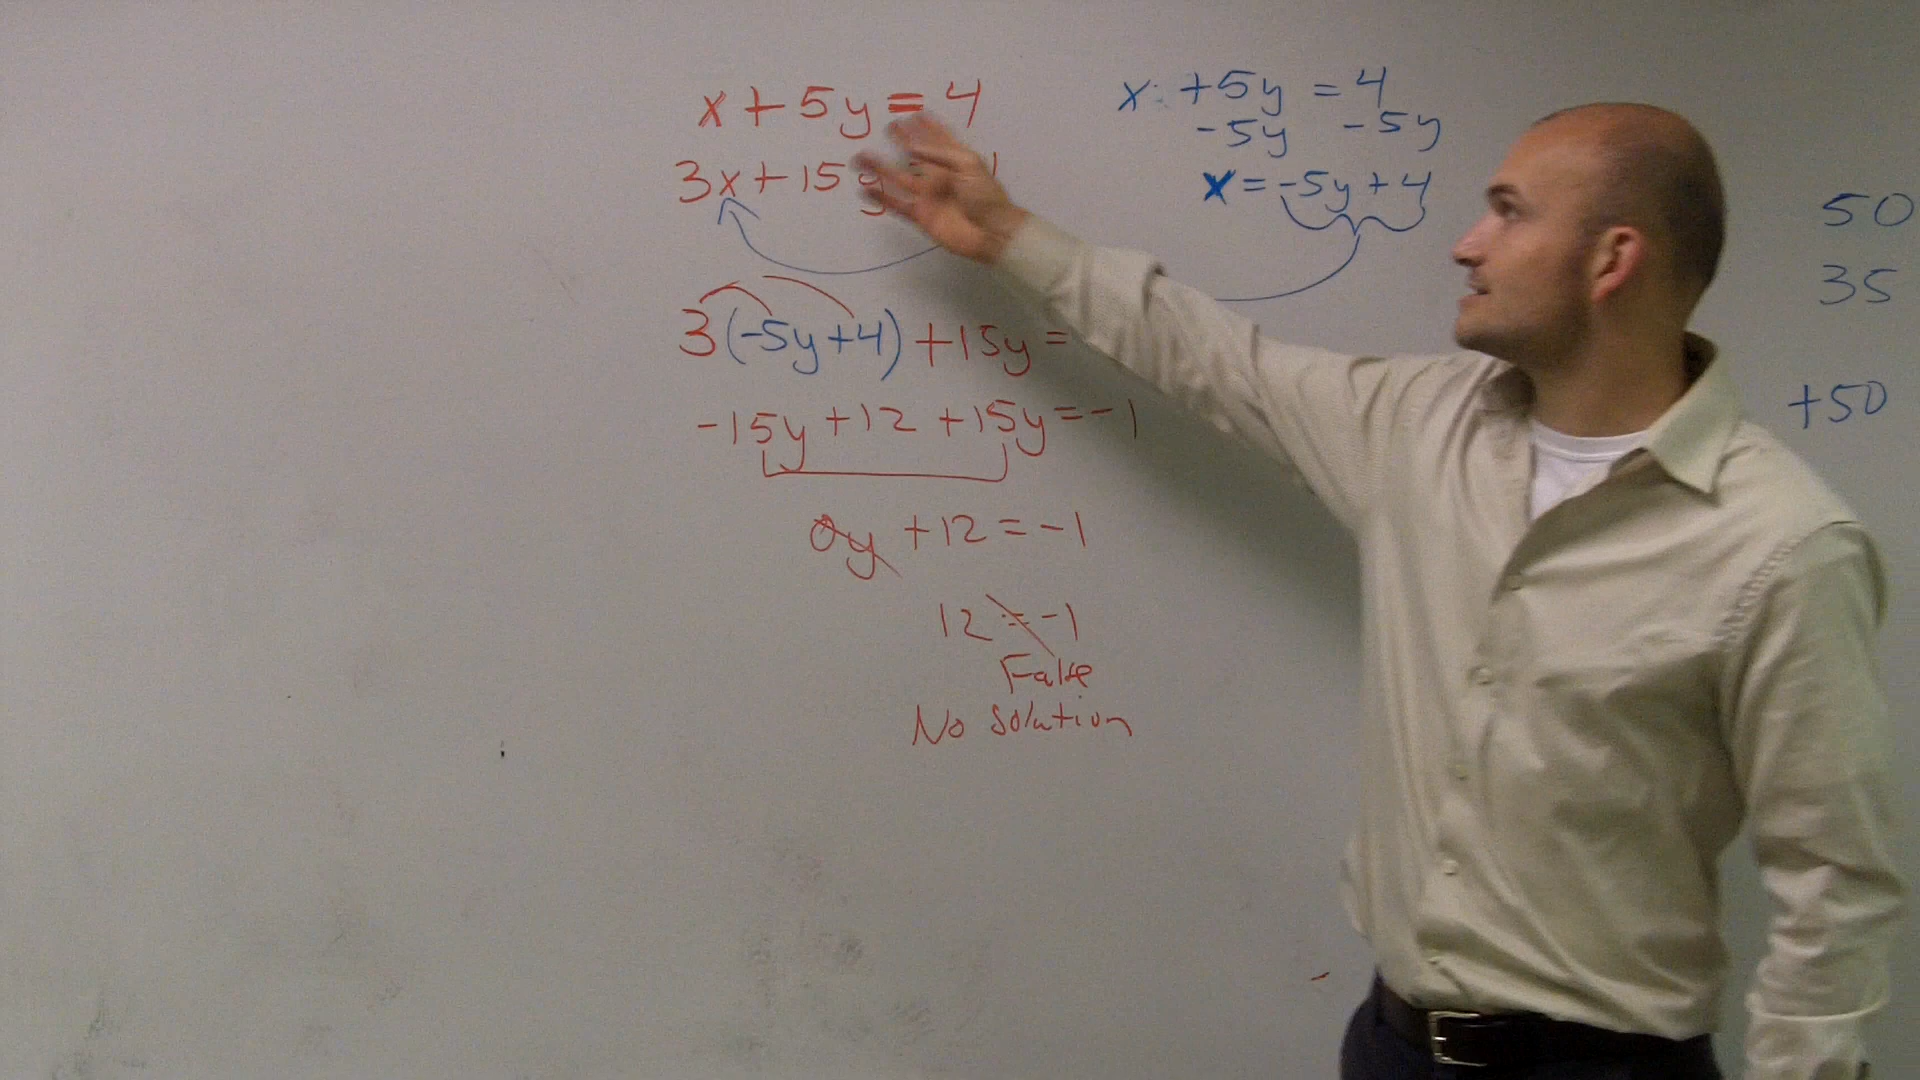 x + 5y = 4
3x + 15y
3(-5y+4) + 15y =
-15y + 12 + 15y = -1
0y + 12 = -1
12 = -1
False
No solution
x + 5y = 4
-5y -5y
x = -5y + 4
50
35
+50